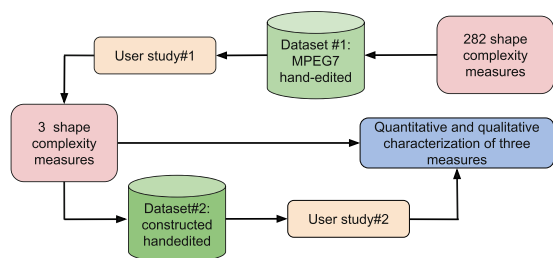 User study#1
Dataset #1:
MPEG7
hand-edited
282 shape
complexity
measures
3 shape
complexity
measures
Quantitative and qualitative
characterization of three
measures
Dataset#2:
constructed
handedited
User study#2